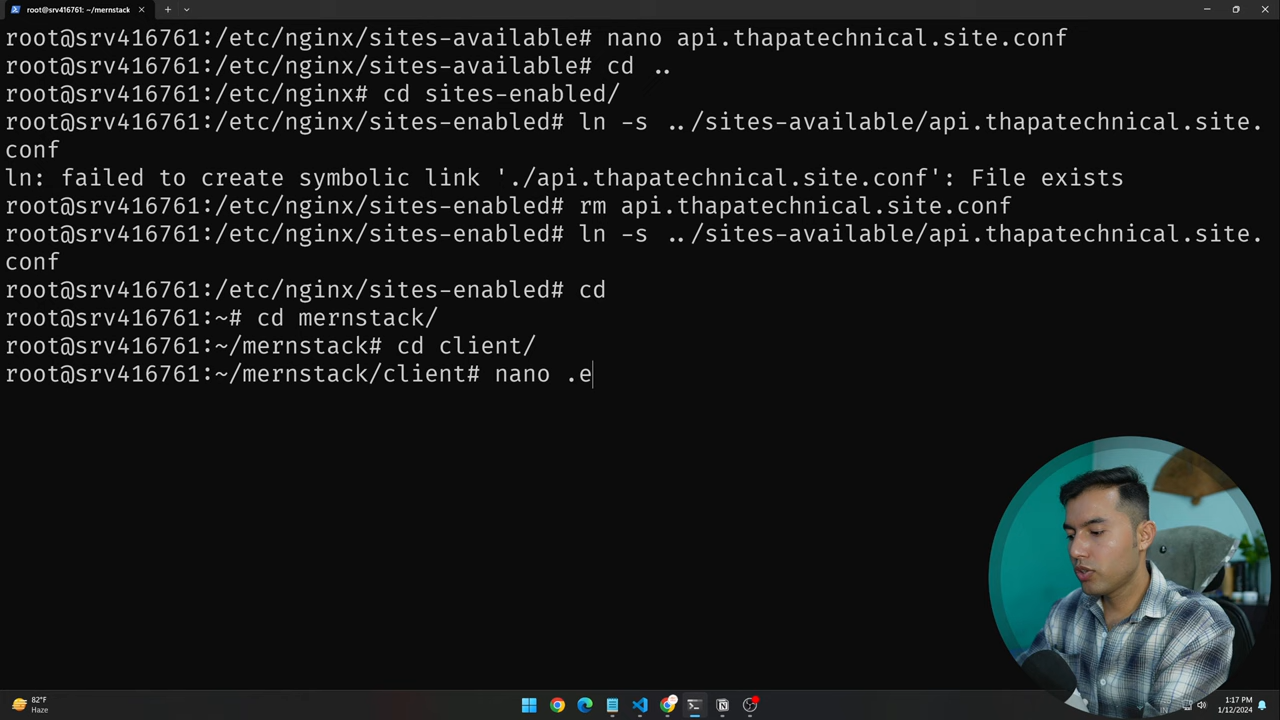 root@srv416761: ~/mernstack
root@srv416761:/etc/nginx/sites-available# nano api.thapatechnical.site.conf
root@srv416761:/etc/nginx/sites-available# cd ..
root@srv416761:/etc/nginx# cd sites-enabled/
root@srv416761:/etc/nginx/sites-enabled# ln -s ../sites-available/api.thapatechnical.site.
conf
ln: failed to create symbolic link './api.thapatechnical.site.conf': File exists
root@srv416761:/etc/nginx/sites-enabled# rm api.thapatechnical.site.conf
root@srv416761:/etc/nginx/sites-enabled# ln -s ../sites-available/api.thapatechnical.site.
conf
root@srv416761:/etc/nginx/sites-enabled# cd
root@srv416761:~# cd mernstack/
root@srv416761:~/mernstack# cd client/
root@srv416761:~/mernstack/client# nano .e
82°F
Haze
IN
1:17 PM
1/12/2024